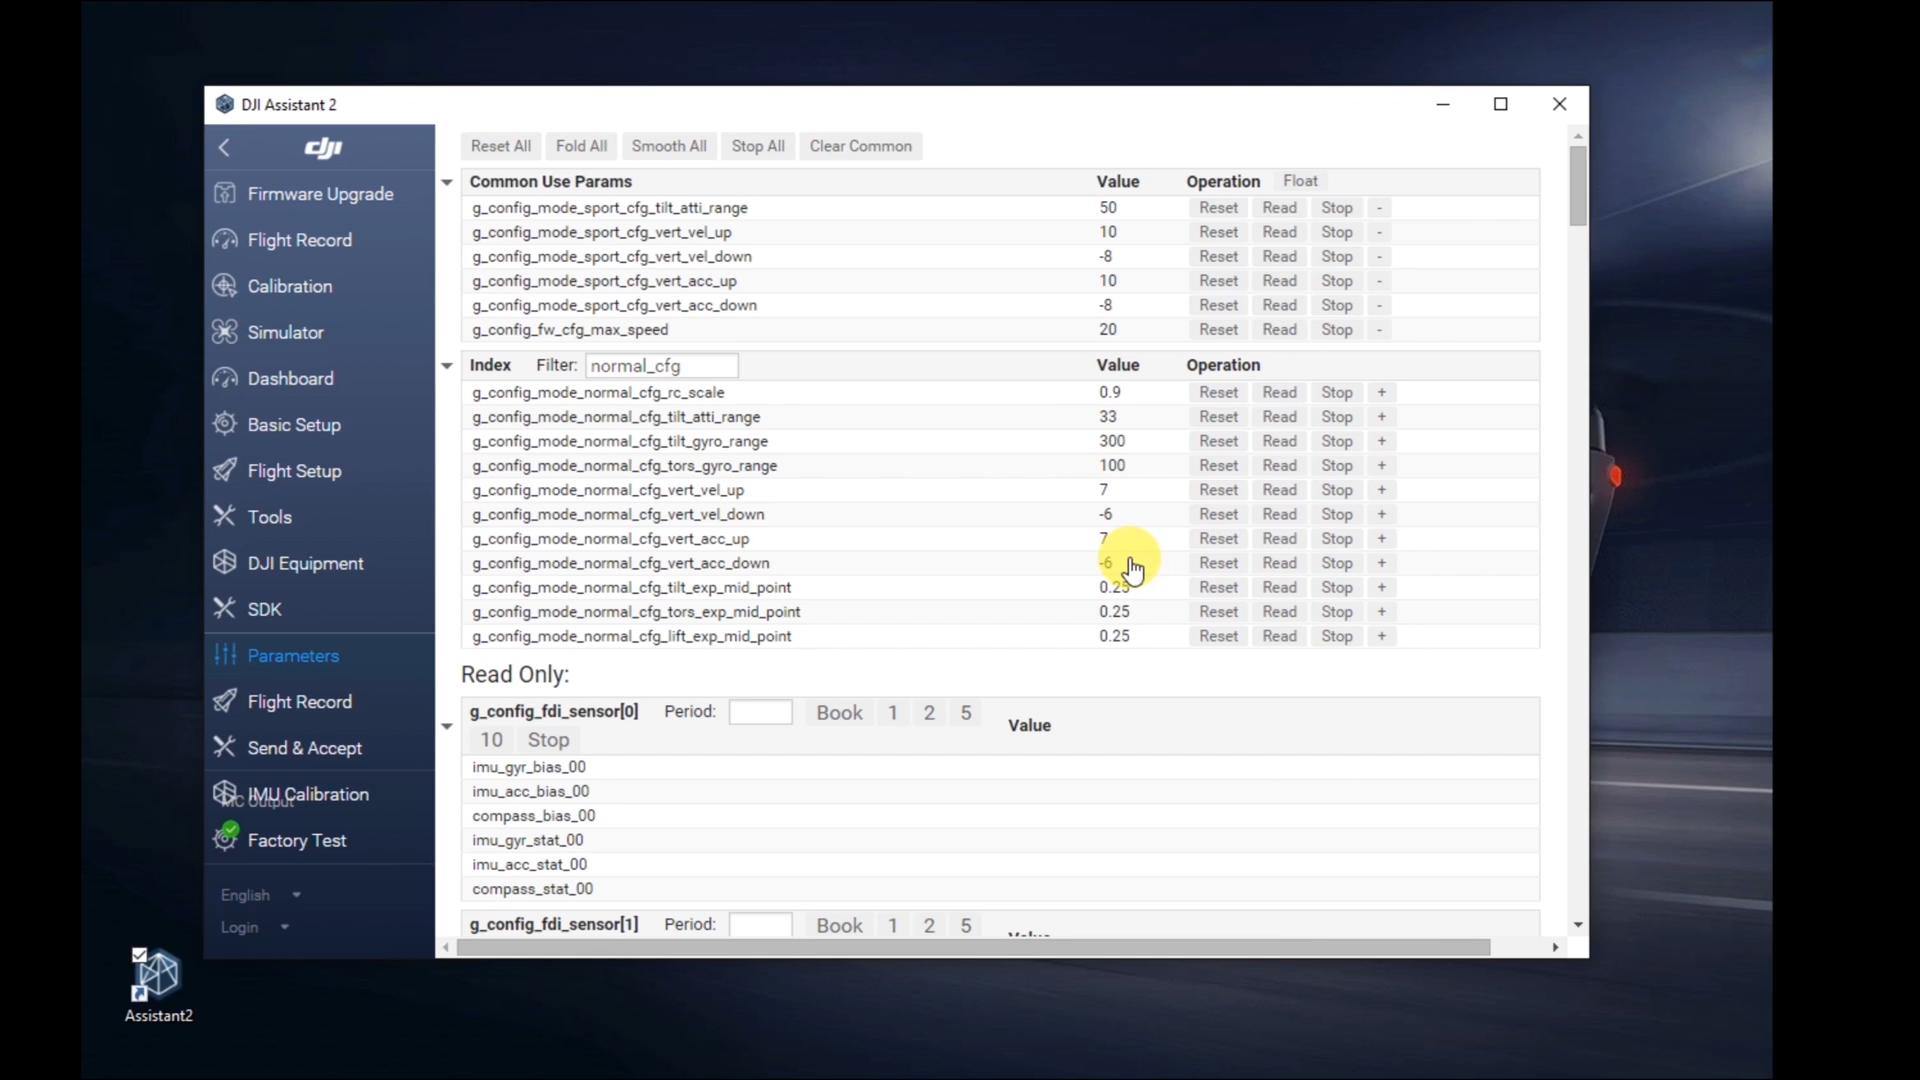 DJI Assistant 2
dji
Firmware Upgrade
Flight Record
Calibration
Simulator
Dashboard
Basic Setup
Flight Setup
Tools
DJI Equipment
SDK
Parameters
Flight Record
Send & Accept
IMU Calibration
MC Output
Factory Test
English
Login
Reset All Fold All Smooth All Stop All Clear Common
Common Use Params Value Operation Float
g_config_mode_sport_cfg_tilt_atti_range 50 Reset Read Stop -
g_config_mode_sport_cfg_vert_vel_up 10 Reset Read Stop -
g_config_mode_sport_cfg_vert_vel_down -8 Reset Read Stop -
g_config_mode_sport_cfg_vert_acc_up 10 Reset Read Stop -
g_config_mode_sport_cfg_vert_acc_down -8 Reset Read Stop -
g_config_fw_cfg_max_speed 20 Reset Read Stop -
Index Filter: normal_cfg Value Operation
g_config_mode_normal_cfg_rc_scale 0.9 Reset Read Stop +
g_config_mode_normal_cfg_tilt_atti_range 33 Reset Read Stop +
g_config_mode_normal_cfg_tilt_gyro_range 300 Reset Read Stop +
g_config_mode_normal_cfg_tors_gyro_range 100 Reset Read Stop +
g_config_mode_normal_cfg_vert_vel_up 7 Reset Read Stop +
g_config_mode_normal_cfg_vert_vel_down -6 Reset Read Stop +
g_config_mode_normal_cfg_vert_acc_up 7 Reset Read Stop +
g_config_mode_normal_cfg_vert_acc_down -6 Reset Read Stop +
g_config_mode_normal_cfg_tilt_exp_mid_point 0.25 Reset Read Stop +
g_config_mode_normal_cfg_tors_exp_mid_point 0.25 Reset Read Stop +
g_config_mode_normal_cfg_lift_exp_mid_point 0.25 Reset Read Stop +
Read Only:
g_config_fdi_sensor[0] Period: Book 1 2 5 Value
10 Stop
imu_gyr_bias_00
imu_acc_bias_00
compass_bias_00
imu_gyr_stat_00
imu_acc_stat_00
compass_stat_00
g_config_fdi_sensor[1] Period: Book 1 2 5
Assistant2